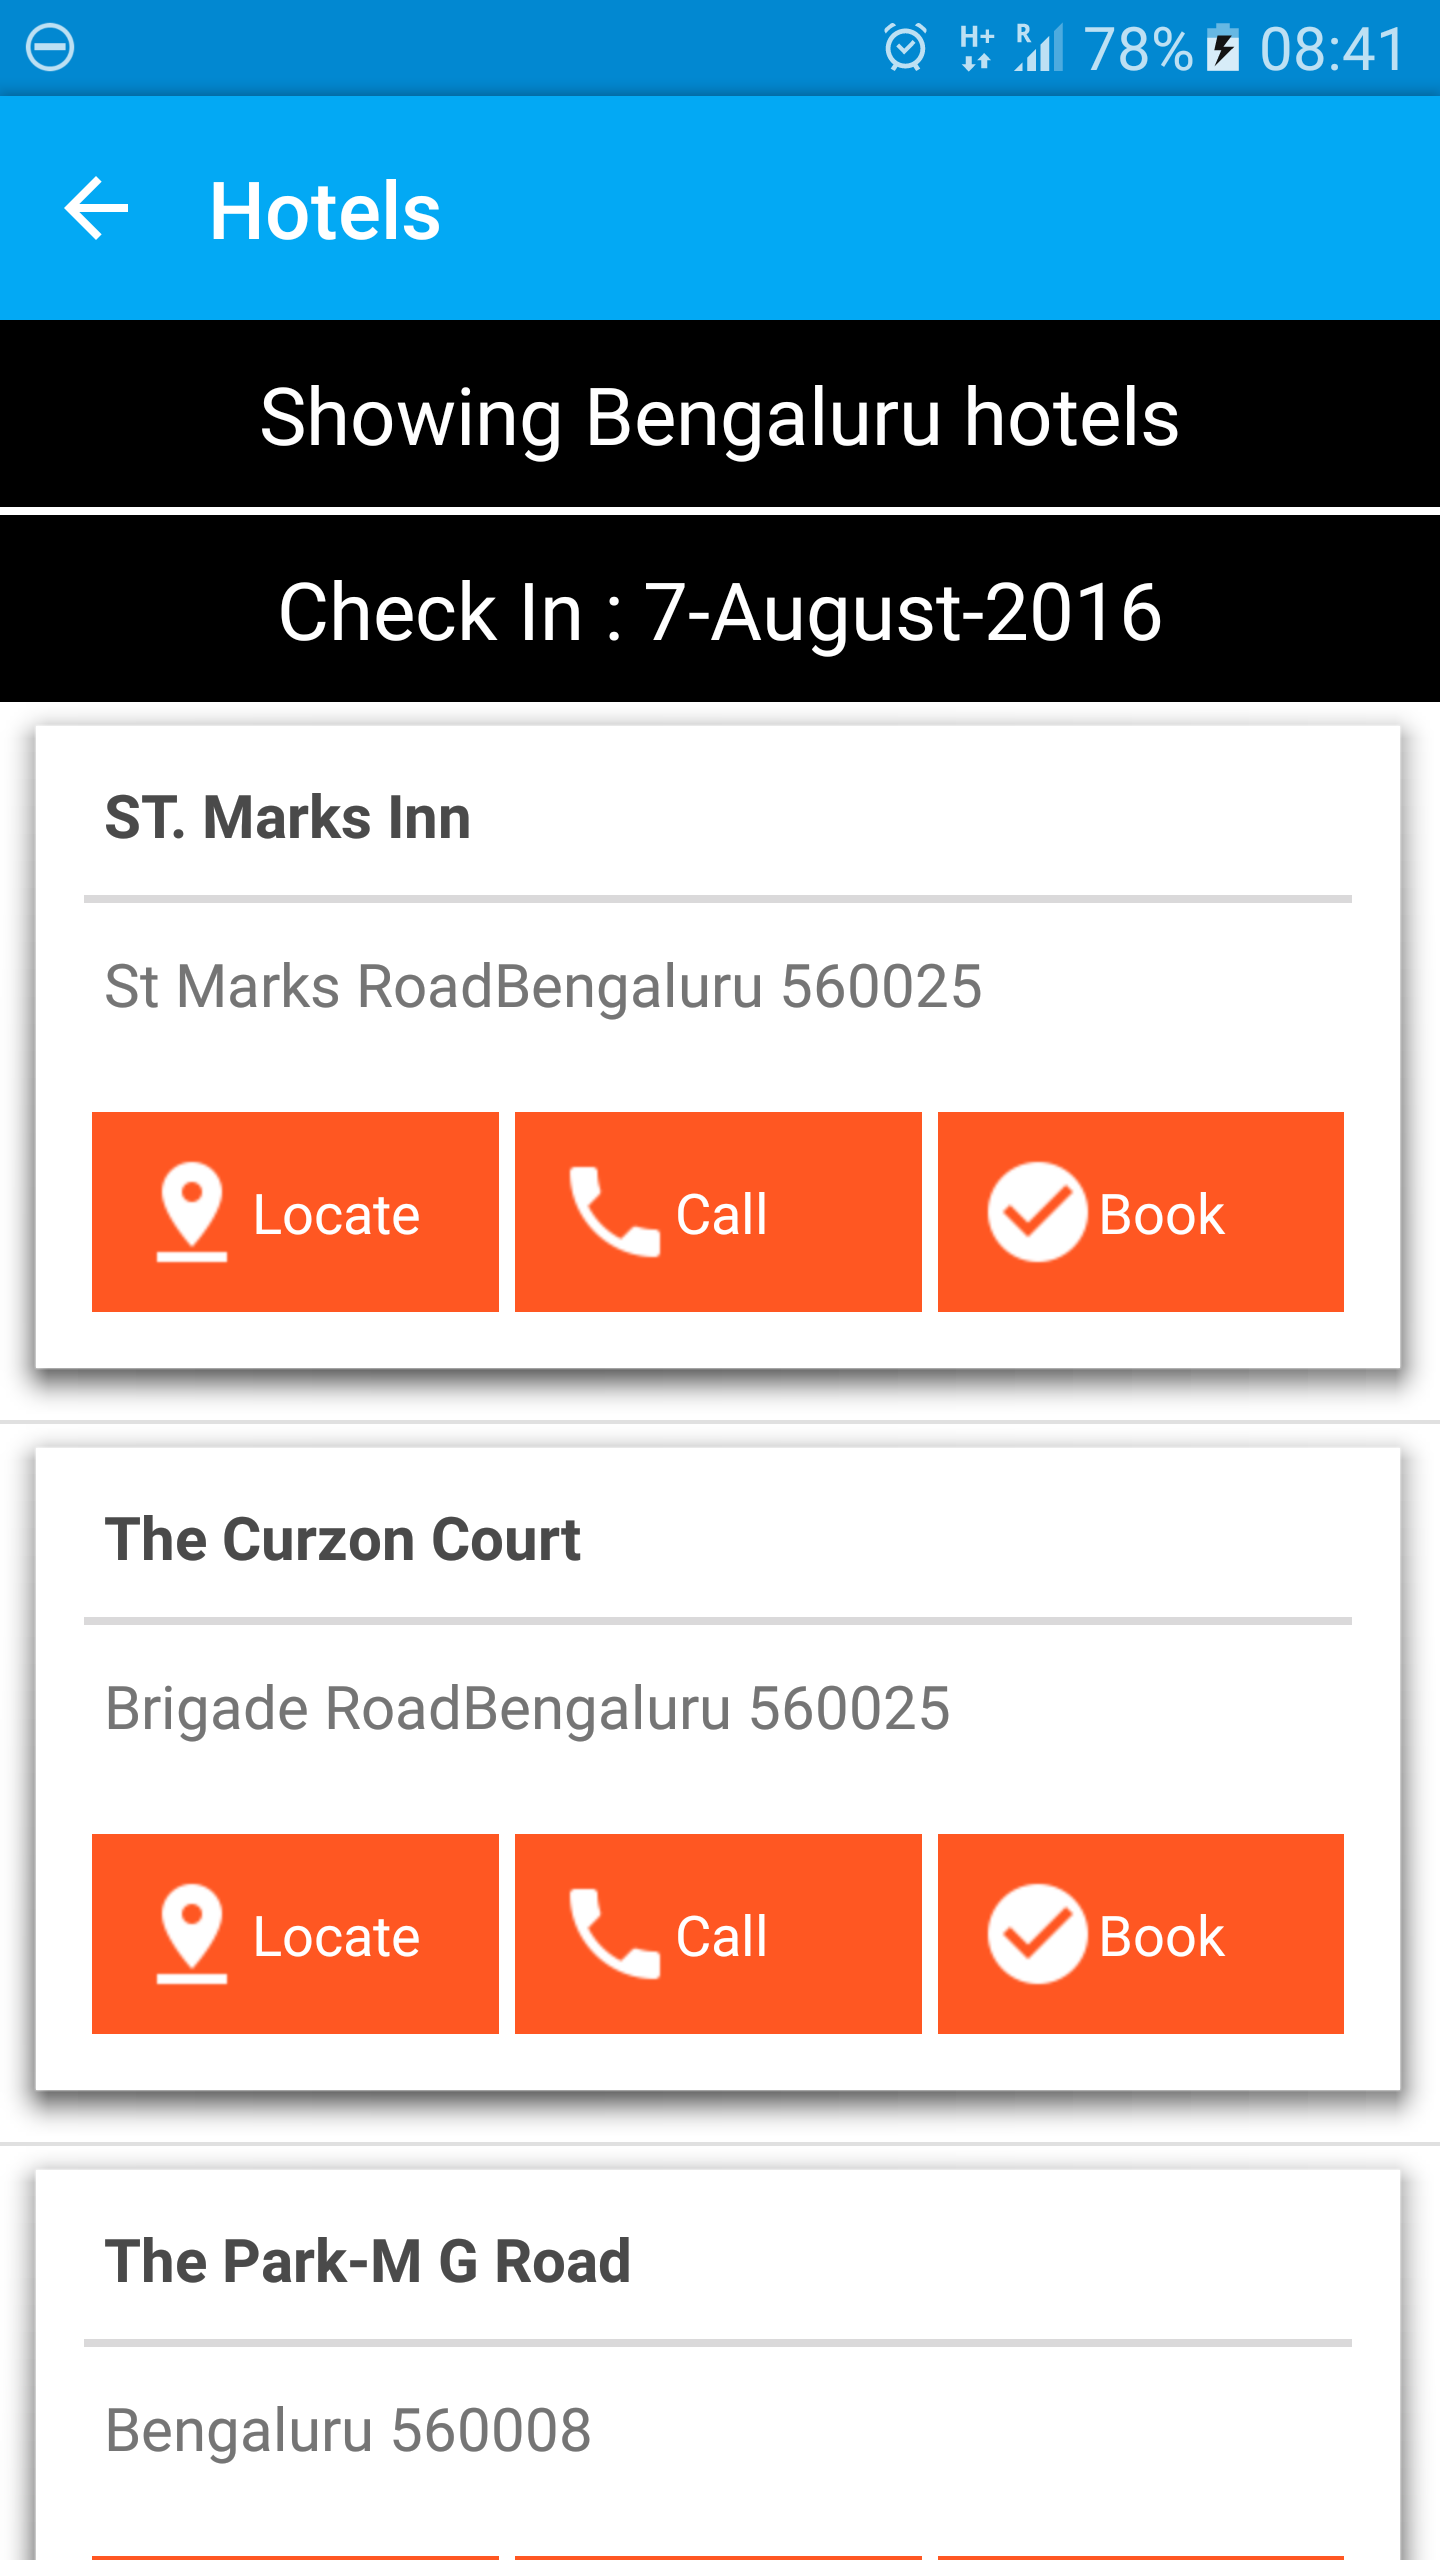 H+ R 78% 08:41
Hotels
Showing Bengaluru hotels
Check In : 7-August-2016
ST. Marks Inn
St Marks RoadBengaluru 560025
Locate Call Book
The Curzon Court
Brigade RoadBengaluru 560025
Locate Call Book
The Park-M G Road
Bengaluru 560008